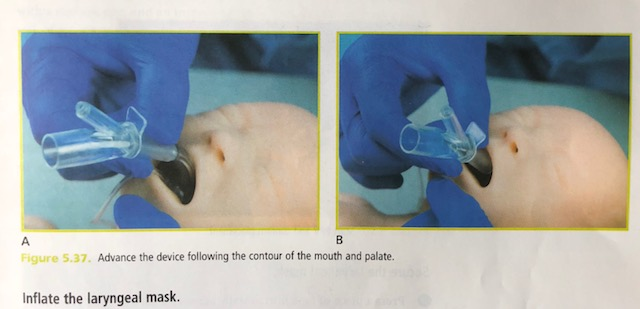 A
B
Figure 5.37. Advance the device following the contour of the mouth and palate.
Inflate the laryngeal mask.